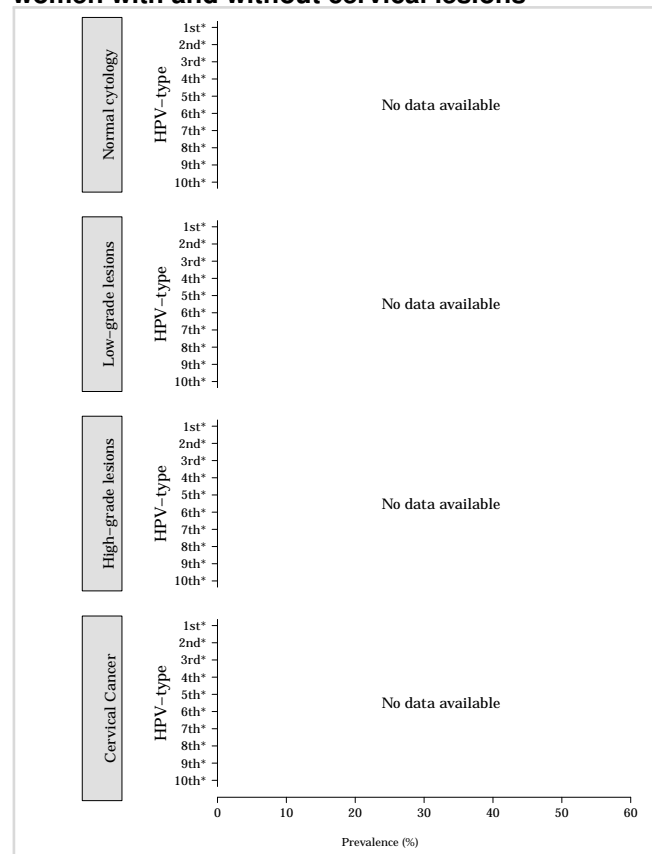 women with and without cervical lesions
Normal cytology
HPV−type
1st*
2nd*
3rd*
4th*
5th*
6th*
7th*
8th*
9th*
10th*
No data available
Low−grade lesions
HPV−type
1st*
2nd*
3rd*
4th*
5th*
6th*
7th*
8th*
9th*
10th*
No data available
High−grade lesions
HPV−type
1st*
2nd*
3rd*
4th*
5th*
6th*
7th*
8th*
9th*
10th*
No data available
Cervical Cancer
HPV−type
1st*
2nd*
3rd*
4th*
5th*
6th*
7th*
8th*
9th*
10th*
No data available
0 10 20 30 40 50 60
Prevalence (%)